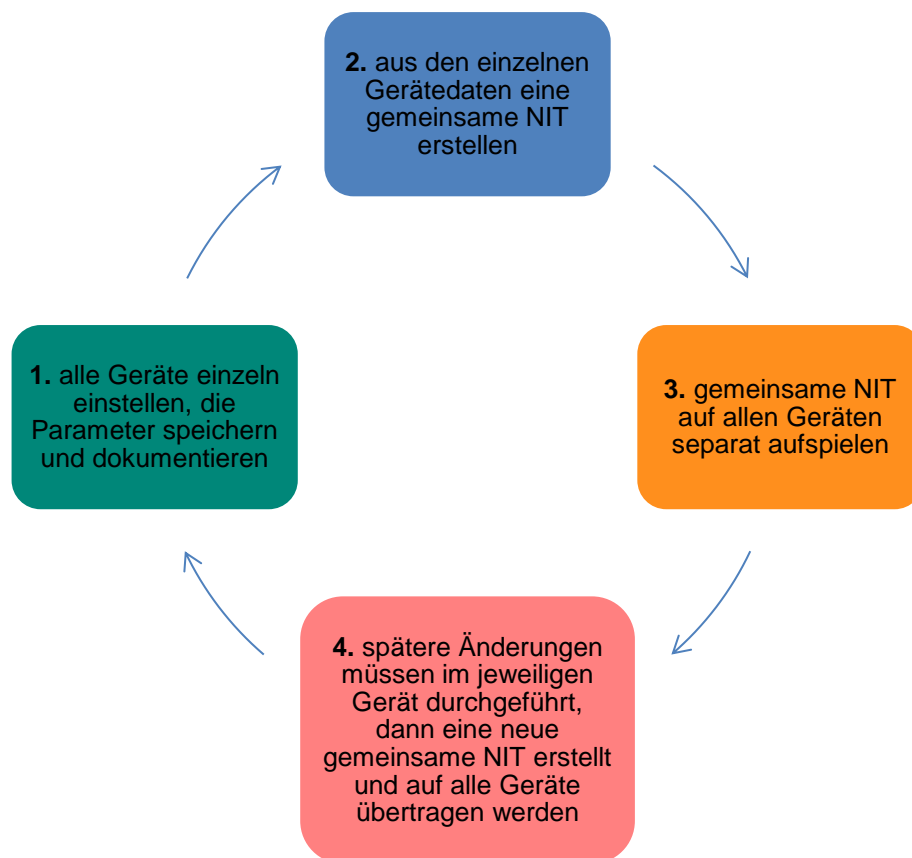 1. alle Geräte einzeln
einstellen, die
Parameter speichern
und dokumentieren
2. aus den einzelnen
Gerätedaten eine
gemeinsame NIT
erstellen
3. gemeinsame NIT
auf allen Geräten
separat aufspielen
4. spätere Änderungen
müssen im jeweiligen
Gerät durchgeführt,
dann eine neue
gemeinsame NIT erstellt
und auf alle Geräte
übertragen werden